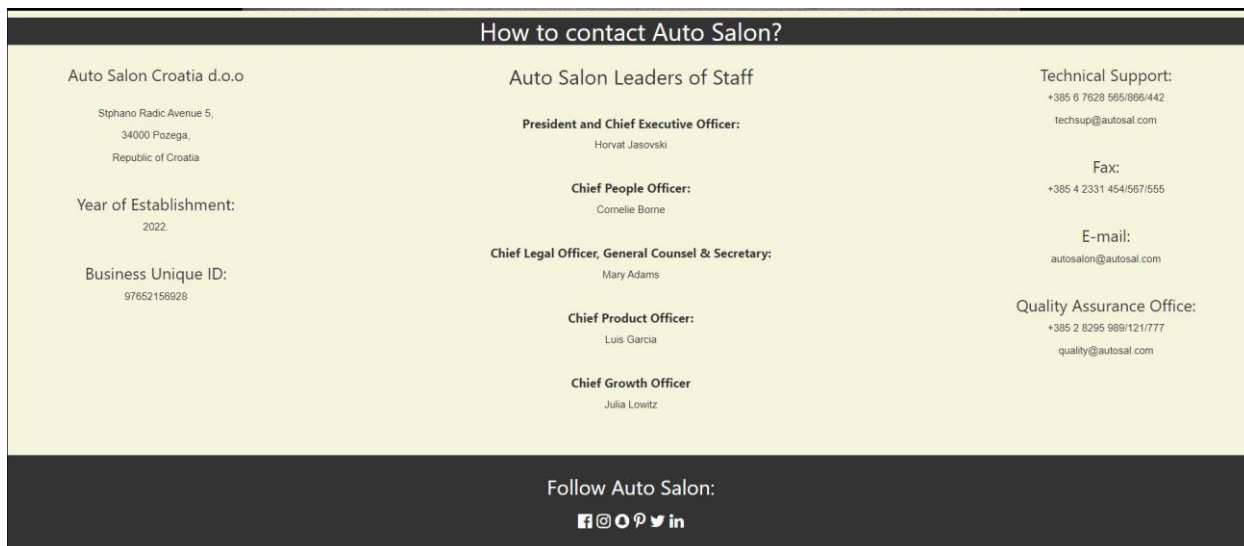 How to contact Auto Salon?
Auto Salon Croatia d.o.o
Stphano Radic Avenue 5,
34000 Pozega,
Republic of Croatia
Year of Establishment:
2022.
Business Unique ID:
97652156928
Auto Salon Leaders of Staff
President and Chief Executive Officer:
Horvat Jasovski
Chief People Officer:
Cornelie Borne
Chief Legal Officer, General Counsel & Secretary:
Mary Adams
Chief Product Officer:
Luis Garcia
Chief Growth Officer
Julia Lowitz
Technical Support:
+385 6 7628 565/866/442
techsup@autosal.com
Fax:
+385 4 2331 454/567/555
E-mail:
autosalon@autosal.com
Quality Assurance Office:
+385 2 8295 989/121/777
quality@autosal.com
Follow Auto Salon: